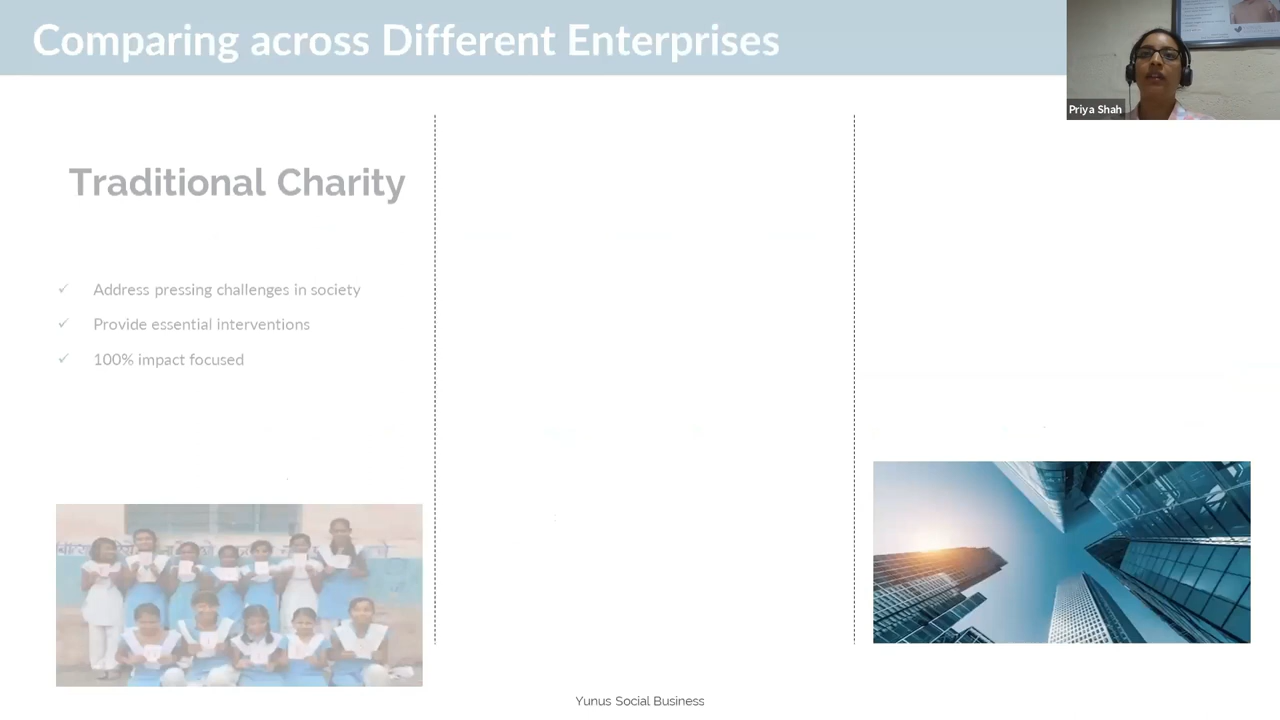 Comparing across Different Enterprises
Priya Shah
Traditional Charity
✓ Address pressing challenges in society
✓ Provide essential interventions
✓ 100% impact focused
Yunus Social Business